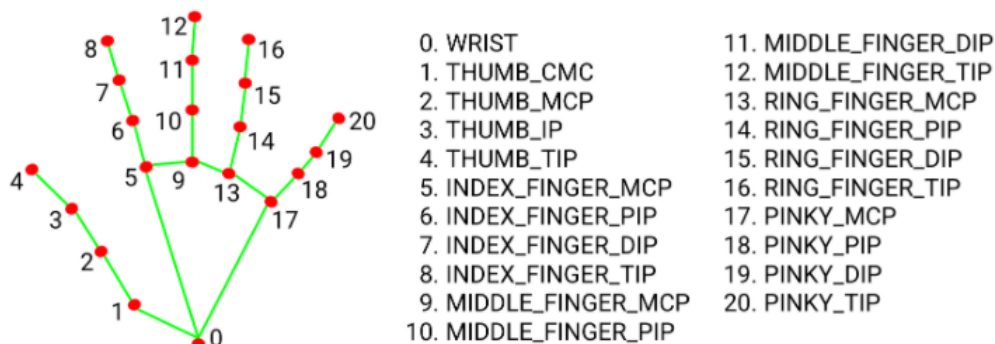 12
8
16
11
7
15
10
6
20
14
19
4
5
9
13
18
3
17
2
1
0
0. WRIST
1. THUMB_CMC
2. THUMB_MCP
3. THUMB_IP
4. THUMB_TIP
5. INDEX_FINGER_MCP
6. INDEX_FINGER_PIP
7. INDEX_FINGER_DIP
8. INDEX_FINGER_TIP
9. MIDDLE_FINGER_MCP
10. MIDDLE_FINGER_PIP
11. MIDDLE_FINGER_DIP
12. MIDDLE_FINGER_TIP
13. RING_FINGER_MCP
14. RING_FINGER_PIP
15. RING_FINGER_DIP
16. RING_FINGER_TIP
17. PINKY_MCP
18. PINKY_PIP
19. PINKY_DIP
20. PINKY_TIP